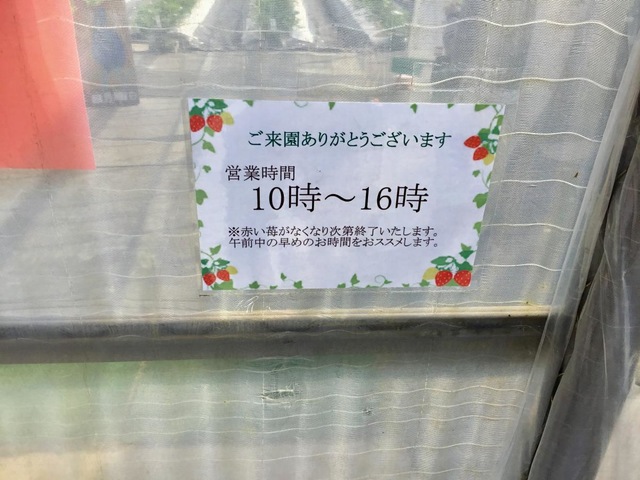 ご来園ありがとうございます
営業時間
10時～16時
※赤い苺がなくなり次第終了いたします。
午前中の早めのお時間をおススメします。